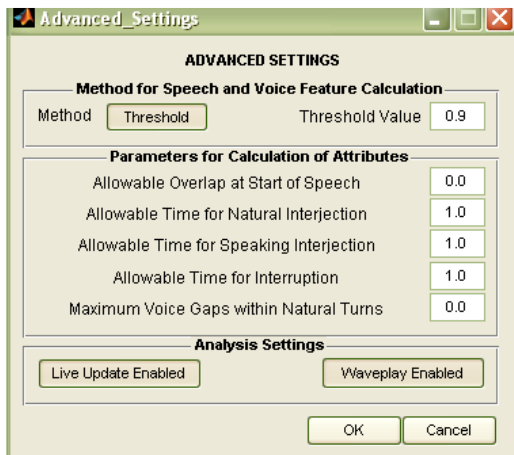 Advanced_Settings
ADVANCED SETTINGS
Method for Speech and Voice Feature Calculation
Method Threshold Threshold Value 0.9
Parameters for Calculation of Attributes
Allowable Overlap at Start of Speech 0.0
Allowable Time for Natural Interjection 1.0
Allowable Time for Speaking Interjection 1.0
Allowable Time for Interruption 1.0
Maximum Voice Gaps within Natural Turns 0.0
Analysis Settings
Live Update Enabled Waveplay Enabled
OK Cancel